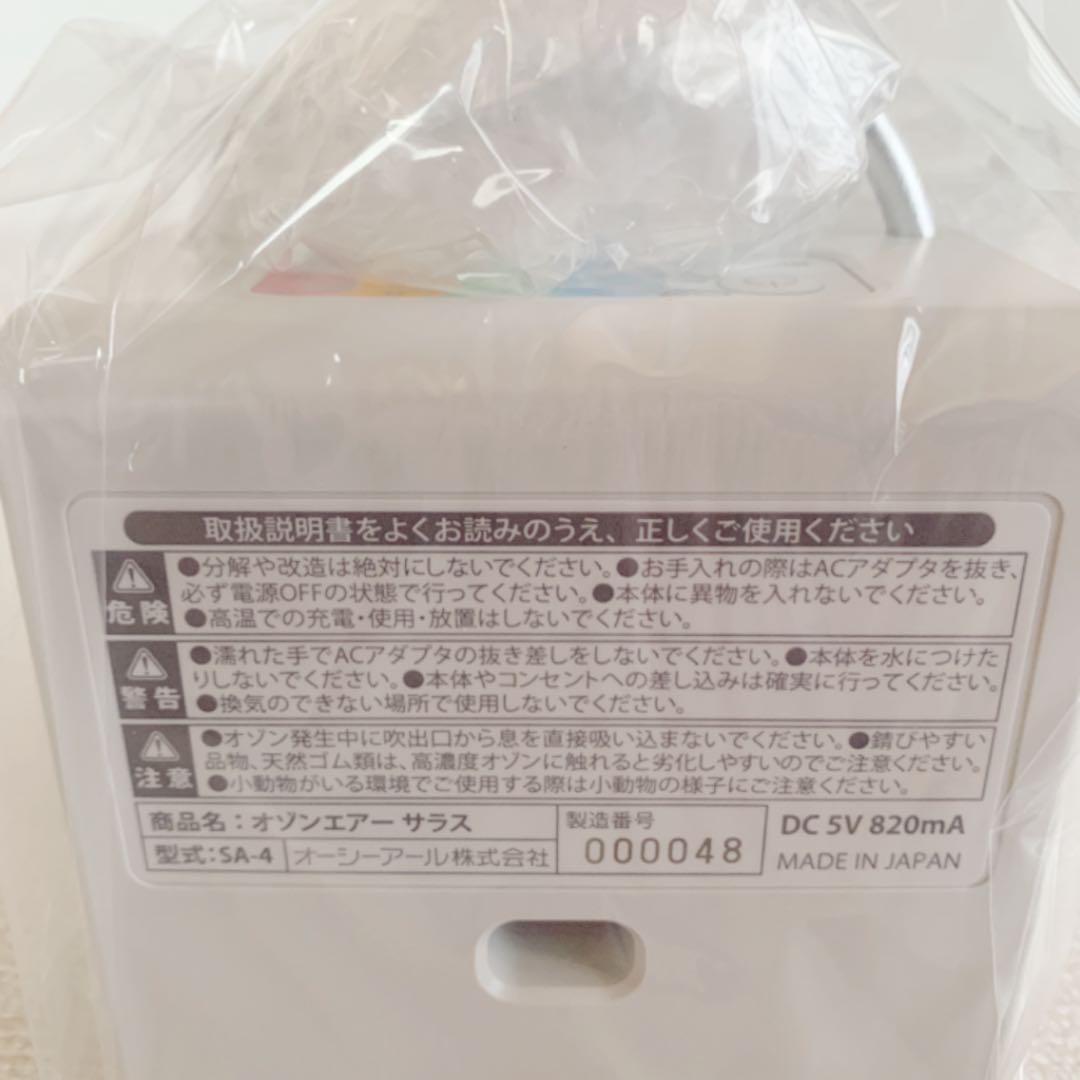 取扱説明書をよくお読みのうえ、正しくご使用ください
危険
●分解や改造は絶対にしないでください。●お手入れの際はACアダプタを抜き、
必ず電源OFFの状態で行ってください。●本体に異物を入れないでください。
●高温での充電・使用・放置はしないでください。
警告
●濡れた手でACアダプタの抜き差しをしないでください。●本体を水につけた
りしないでください。●本体やコンセントへの差し込みは確実に行ってください。
●換気のできない場所で使用しないでください。
注意
●オゾン発生中に吹出口から息を直接吸い込まないでください。●錆びやすい
品物、天然ゴム類は、高濃度オゾンに触れると劣化しやすいのでご注意ください。
●小動物がいる環境でご使用する際は小動物の様子にご注意ください。
商品名：オゾンエアー サラス
型式：SA-4 オーシーアール株式会社
製造番号
000048
DC 5V 820mA
MADE IN JAPAN